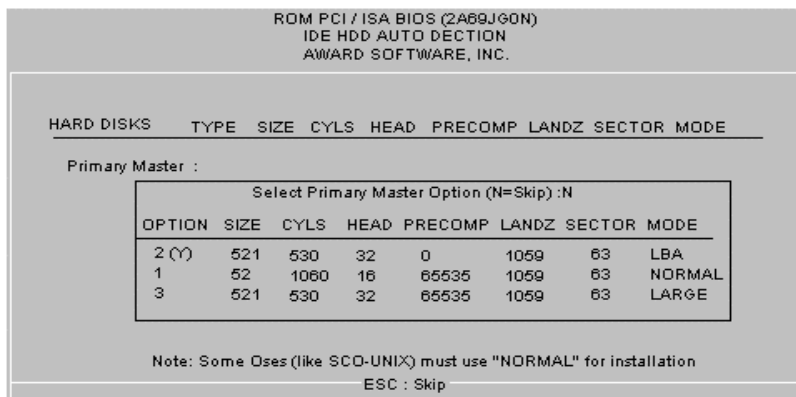 ROM PCI / ISA BIOS (2A69JG0N)
IDE HDD AUTO DECTION
AWARD SOFTWARE, INC.
HARD DISKS TYPE SIZE CYLS HEAD PRECOMP LANDZ SECTOR MODE
Primary Master :
Select Primary Master Option (N=Skip) :N
OPTION SIZE CYLS HEAD PRECOMP LANDZ SECTOR MODE
2 (Y) 521 530 32 0 1059 63 LBA
1 52 1060 16 65535 1059 63 NORMAL
3 521 530 32 65535 1059 63 LARGE
Note: Some Oses (like SCO-UNIX) must use "NORMAL" for installation
ESC : Skip